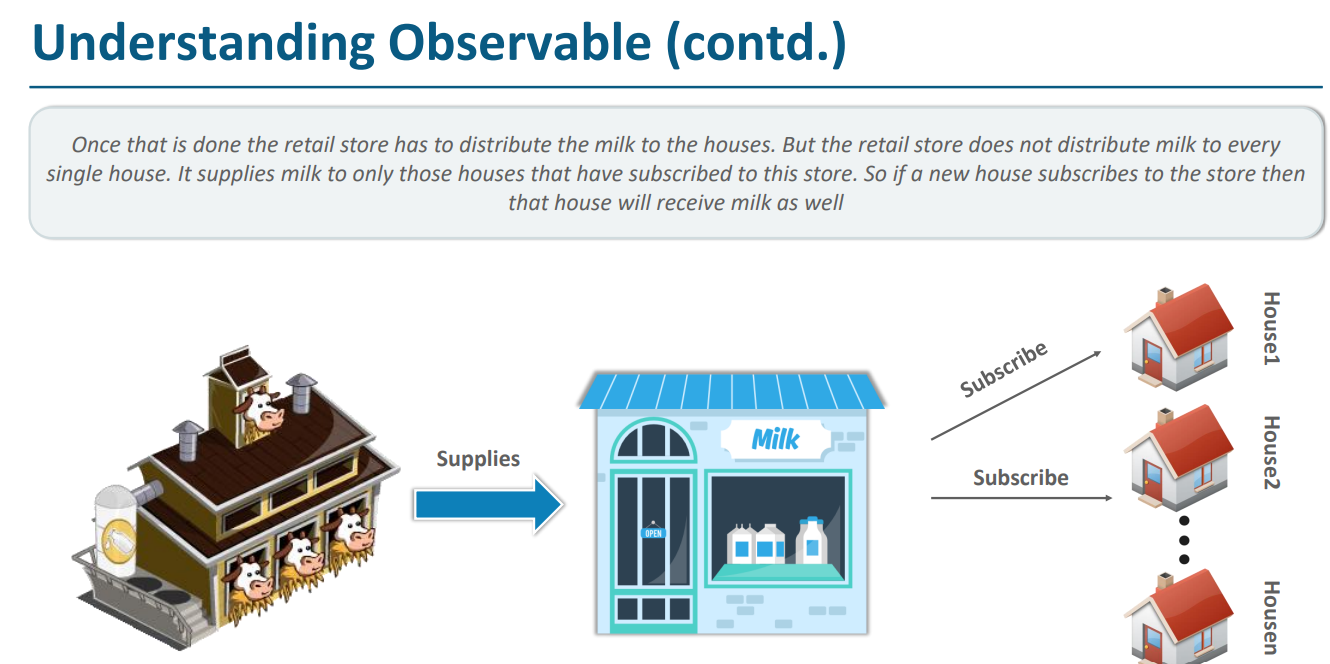 Understanding Observable (contd.)
Once that is done the retail store has to distribute the milk to the houses. But the retail store does not distribute milk to every
single house. It supplies milk to only those houses that have subscribed to this store. So if a new house subscribes to the store then
that house will receive milk as well
Supplies
Milk
OPEN
Subscribe
Subscribe
House1
House2
Housen